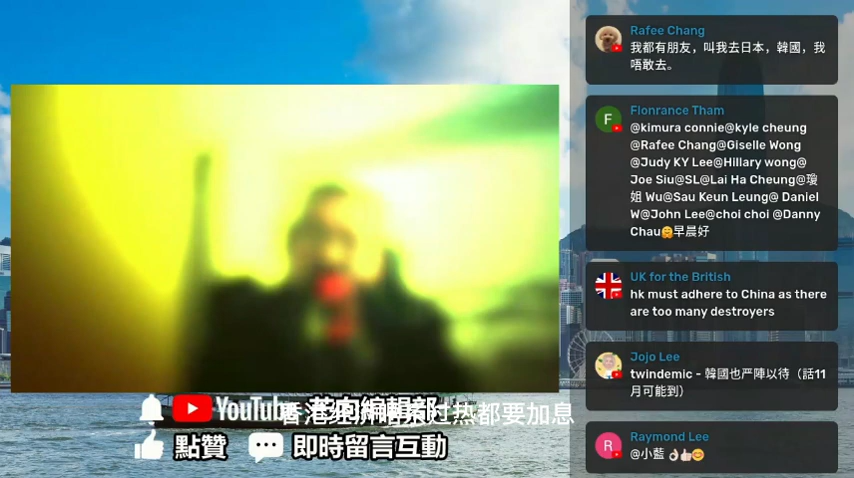 Rafee Chang
我都有朋友，叫我去日本，韓國，我
唔敢去。
Flonrance Tham
@kimura connie@kyle cheung
@Rafee Chang@Giselle Wong
@Judy KY Lee@Hillary wong@
Joe Siu@SL@Lai Ha Cheung@瓊
姐 Wu@Sau Keun Leung@ Daniel
W@John Lee@choi choi @Danny
Chau🤗早晨好
UK for the British
hk must adhere to China as there
are too many destroyers
Jojo Lee
twindemic - 韓國也严陣以待（話11
月可能到）
Raymond Lee
@小藍 👌👍😊
YouTube
都要加息
點贊
即時留言互動
F
R